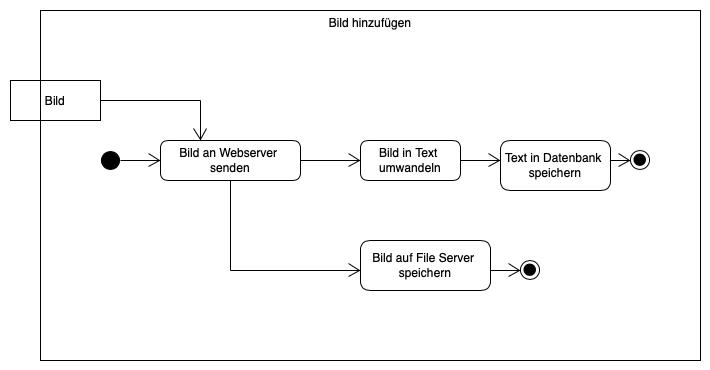 Bild hinzufügen
Bild
Bild an Webserver
senden
Bild in Text
umwandeln
Text in Datenbank
speichern
Bild auf File Server
speichern